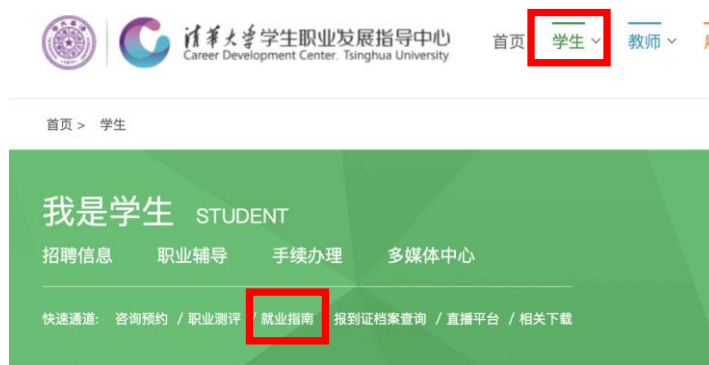 清华大学学生职业发展指导中心 首页 学生 教师
Career Development Center. Tsinghua University
首页 > 学生
我是学生 STUDENT
招聘信息 职业辅导 手续办理 多媒体中心
快速通道: 咨询预约 / 职业测评 / 就业指南 报到证档案查询 / 直播平台 / 相关下载